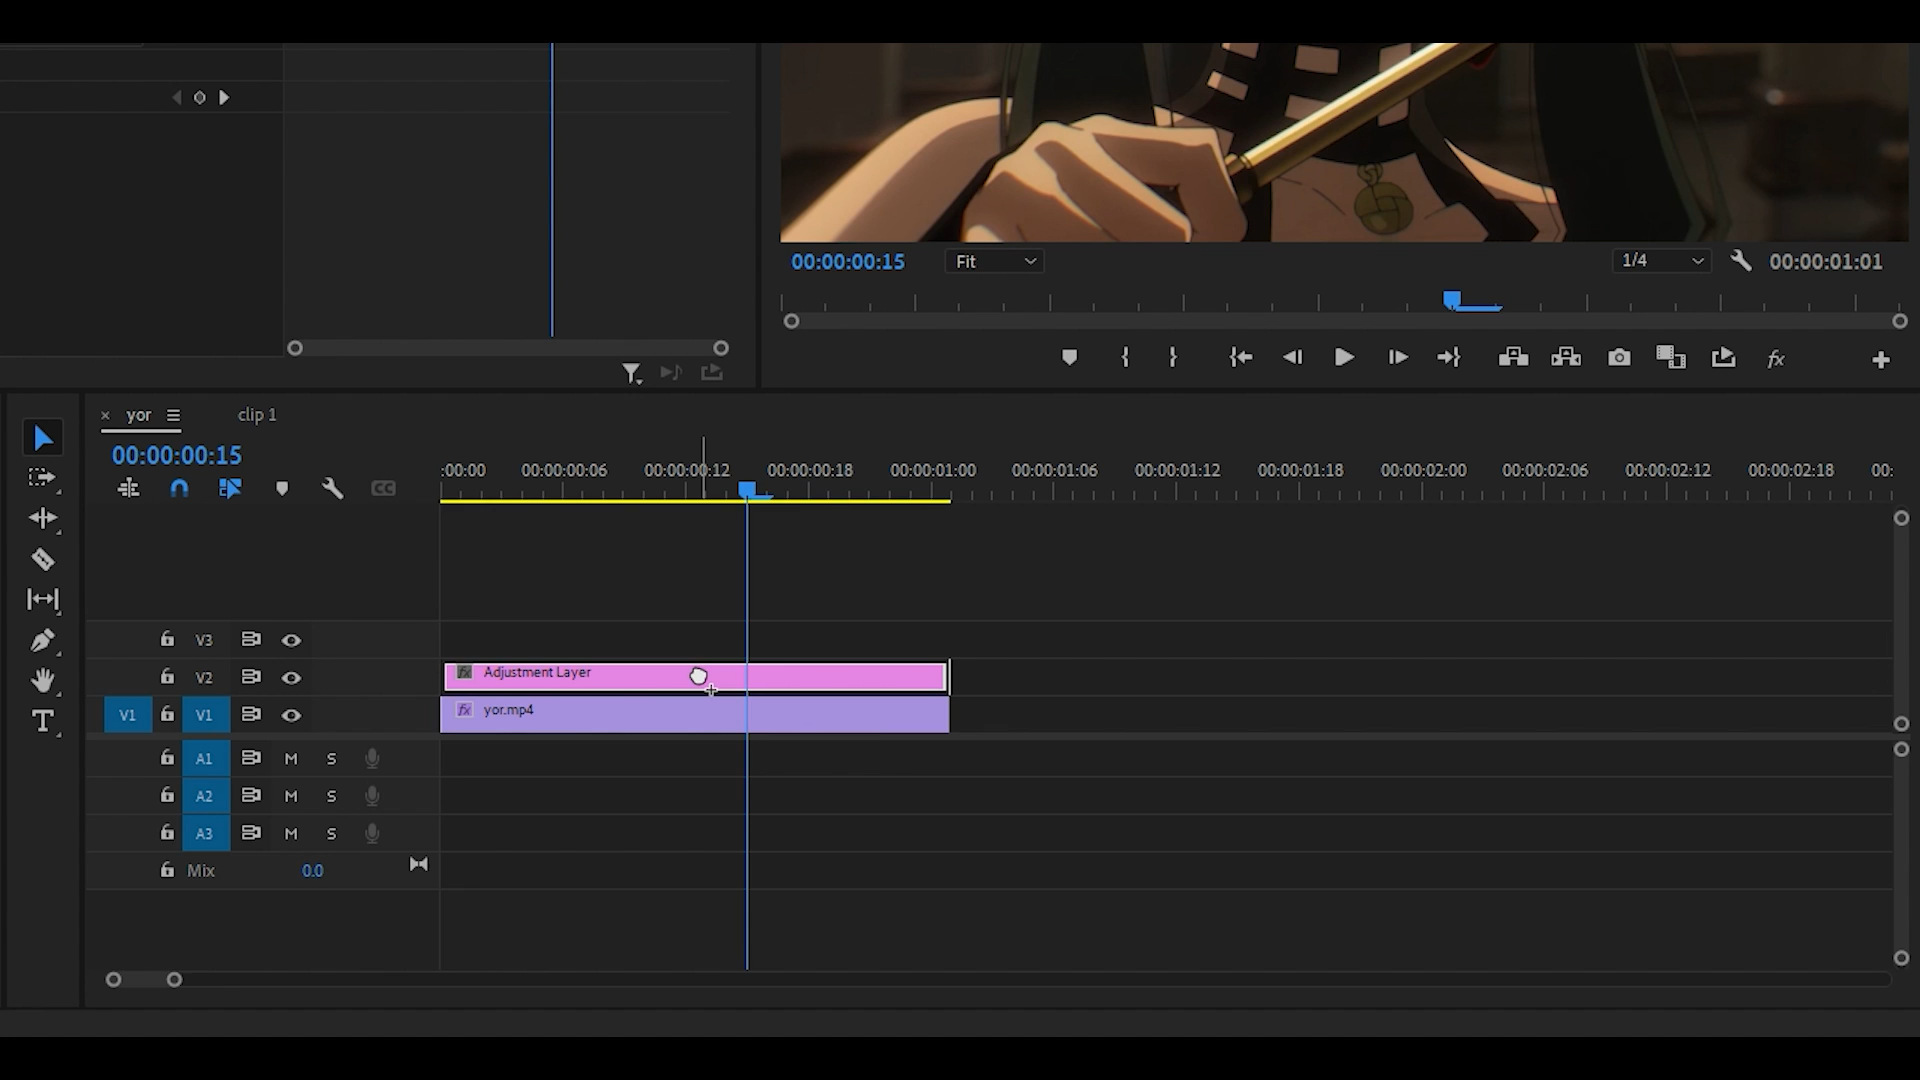 00:00:00:15
Fit
1/4
00:00:01:01
fx
× yor
clip 1
00:00:00:15
CC
:00:00
00:00:00:06
00:00:00:12
00:00:00:18
00:00:01:00
00:00:01:06
00:00:01:12
00:00:01:18
00:00:02:00
00:00:02:06
00:00:02:12
00:00:02:18
00:
V3
V2
fx Adjustment Layer
V1 V1
fx yor.mp4
A1 M S
A2 M S
A3 M S
Mix 0.0
T